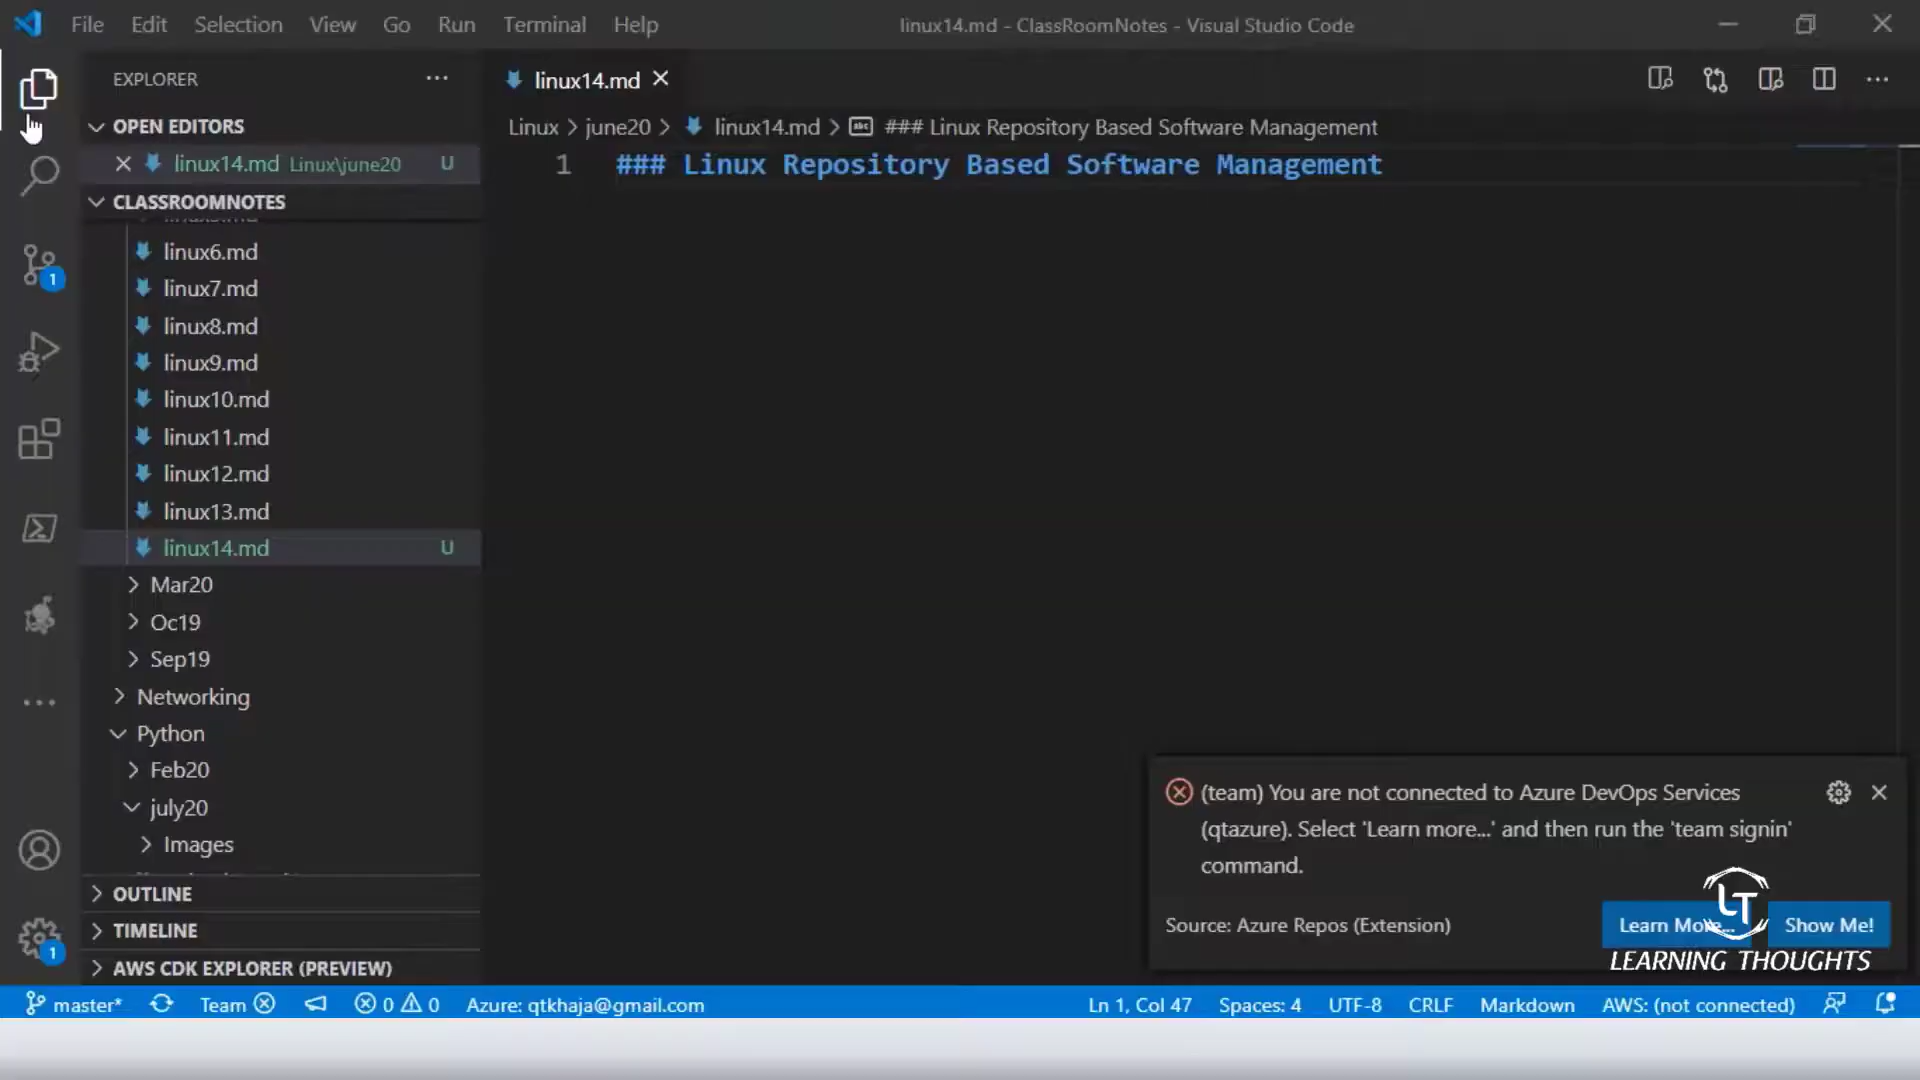 File Edit Selection View Go Run Terminal Help
linux14.md - ClassRoomNotes - Visual Studio Code
EXPLORER
linux14.md
OPEN EDITORS
linux14.md Linux\june20 U
CLASSROOMNOTES
linux6.md
linux7.md
linux8.md
linux9.md
linux10.md
linux11.md
linux12.md
linux13.md
linux14.md U
Mar20
Oc19
Sep19
Networking
Python
Feb20
july20
Images
OUTLINE
TIMELINE
AWS CDK EXPLORER (PREVIEW)
Linux > june20 > linux14.md > ### Linux Repository Based Software Management
1 ### Linux Repository Based Software Management
(team) You are not connected to Azure DevOps Services
(qtazure). Select 'Learn more...' and then run the 'team signin'
command.
Source: Azure Repos (Extension)
Learn More... Show Me!
LT
LEARNING THOUGHTS
1
1
master* Team 0 0 Azure: qtkhaja@gmail.com
Ln 1, Col 47 Spaces: 4 UTF-8 CRLF Markdown AWS: (not connected)